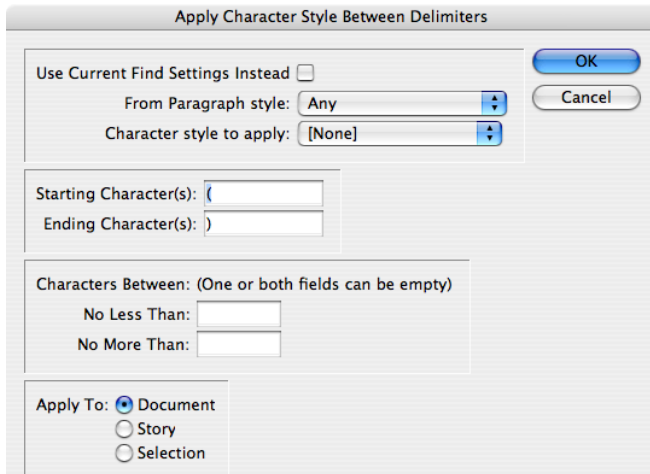 Apply Character Style Between Delimiters
Use Current Find Settings Instead
From Paragraph style: Any
Character style to apply: [None]
OK
Cancel
Starting Character(s): (
Ending Character(s): )
Characters Between: (One or both fields can be empty)
No Less Than:
No More Than:
Apply To: Document
Story
Selection